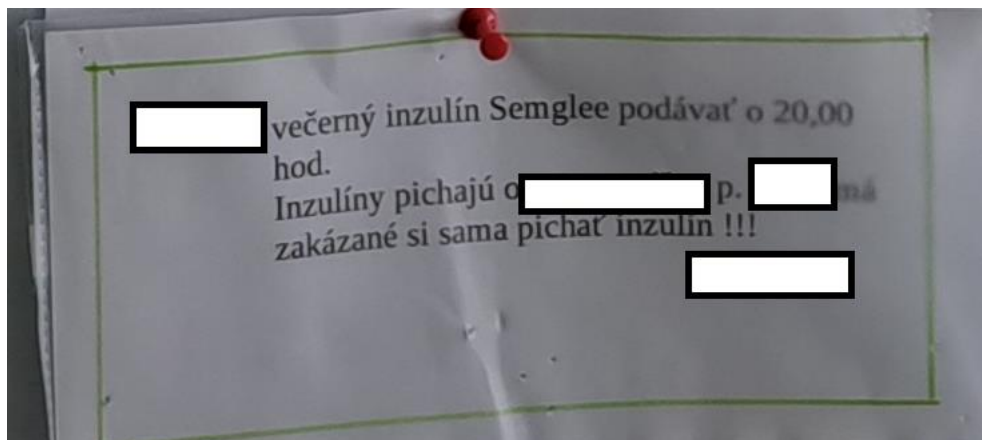 večerný inzulín Semglee podávať o 20,00
hod.
Inzulíny pichajú p. má
zakázané si sama pichať inzulín !!!